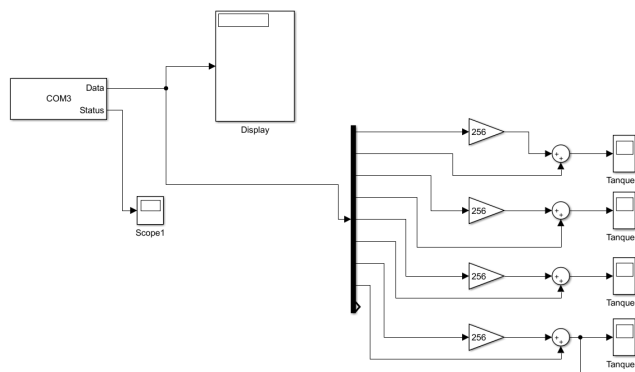 Data
COM3
Status
Display
Scope1
256
+
+
Tanque
256
+
+
Tanque
256
+
+
Tanque
256
+
+
Tanque